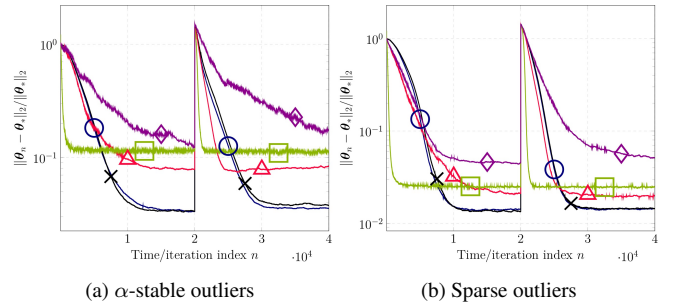 10^0
10^{-1}
‖θ_n − θ_*‖_2/‖θ_*‖_2
1 2 3 4
Time/iteration index n
·10^4
(a) α-stable outliers
10^0
10^{-1}
10^{-2}
‖θ_n − θ_*‖_2/‖θ_*‖_2
1 2 3 4
Time/iteration index n
·10^4
(b) Sparse outliers